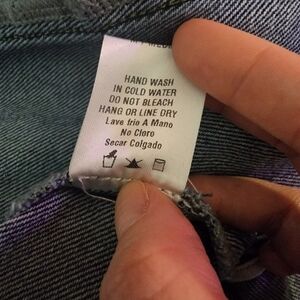 HAND WASH
IN COLD WATER
DO NOT BLEACH
HANG OR LINE DRY
Lave frio A Mano
No Cloro
Secar Colgado